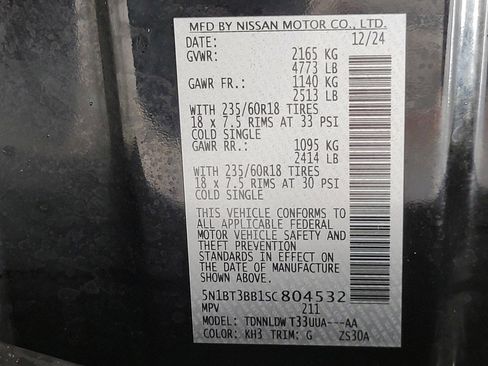 MFD BY NISSAN MOTOR CO., LTD.
DATE: 12/24
GVWR: 2165 KG
4773 LB
GAWR FR.: 1140 KG
2513 LB
WITH 235/60R18 TIRES
18 x 7.5 RIMS AT 33 PSI
COLD SINGLE
GAWR RR.: 1095 KG
2414 LB
WITH 235/60R18 TIRES
18 x 7.5 RIMS AT 30 PSI
COLD SINGLE
THIS VEHICLE CONFORMS TO
ALL APPLICABLE FEDERAL
MOTOR VEHICLE SAFETY AND
THEFT PREVENTION
STANDARDS IN EFFECT ON
THE DATE OF MANUFACTURE
SHOWN ABOVE.
5N1BT3BB1SC 804532
MPV 211
MODEL: TDNNLDW T33UUA---AA
COLOR: KH3 TRIM: G ZS30A